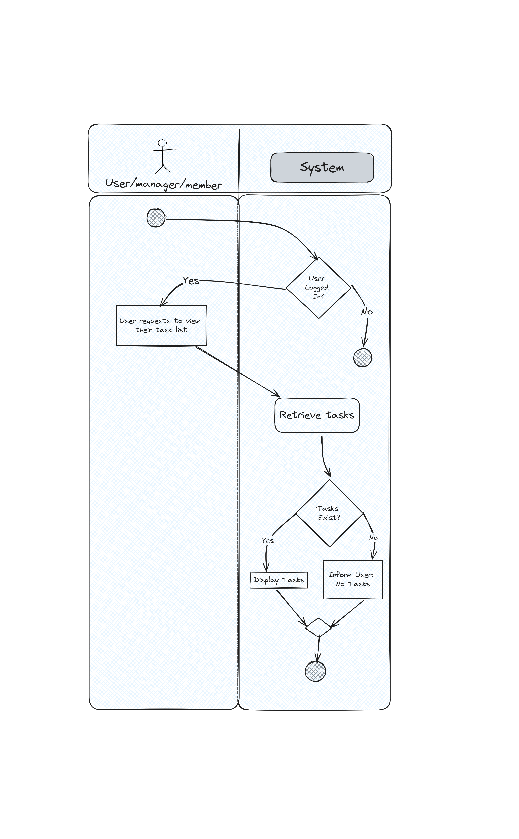 User/manager/member
System
User
Logged
In?
Yes
No
User requests to view
their task list
Retrieve tasks
Tasks
Exist?
Yes
No
Display Tasks
Inform User:
No Tasks